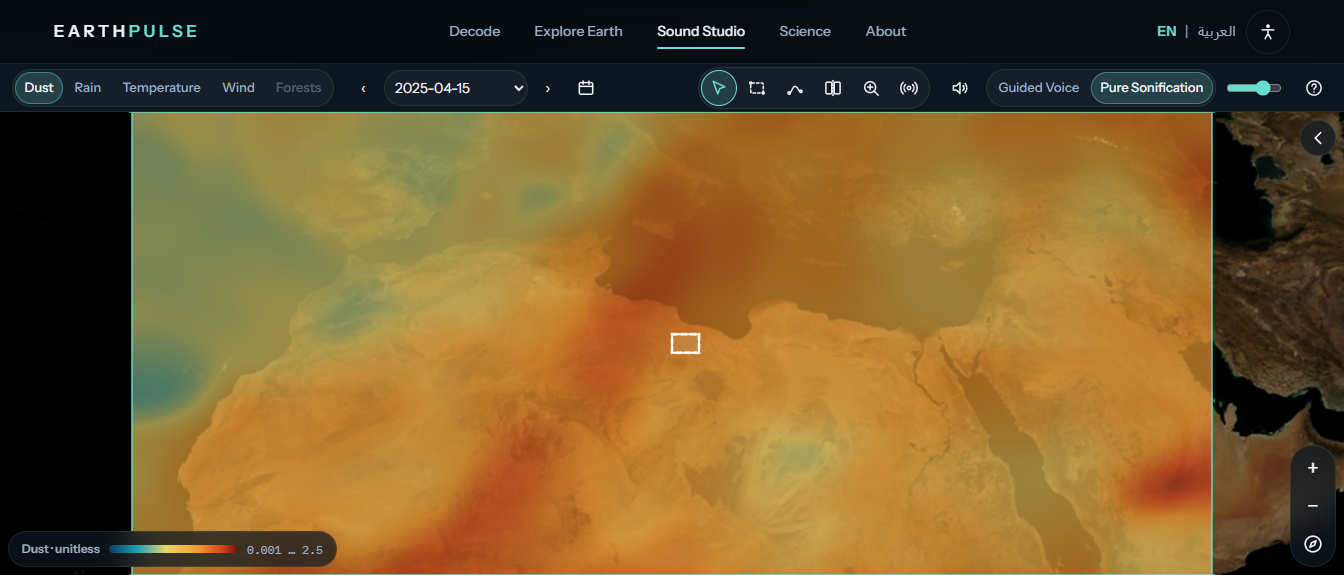 EARTHPULSE
Decode Explore Earth Sound Studio Science About
EN | العربية
Dust Rain Temperature Wind Forests
‹ 2025-04-15 ›
Guided Voice Pure Sonification
Dust·unitless 0.001 … 2.5